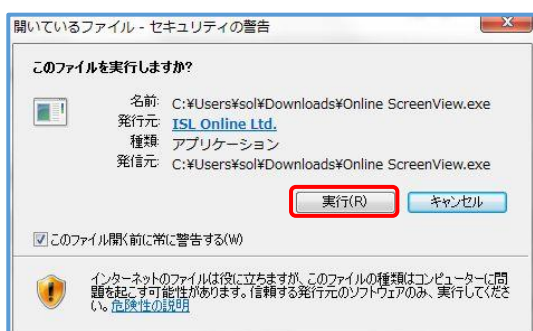 開いているファイル - セキュリティの警告
このファイルを実行しますか?
名前: C:¥Users¥sol¥Downloads¥Online ScreenView.exe
発行元: ISL Online Ltd.
種類: アプリケーション
発信元: C:¥Users¥sol¥Downloads¥Online ScreenView.exe
実行(R) キャンセル
このファイル開く前に常に警告する(W)
インターネットのファイルは役に立ちますが、このファイルの種類はコンピューターに問
題を起こす可能性があります。信頼する発行元のソフトウェアのみ、実行してくださ
い。危険性の説明